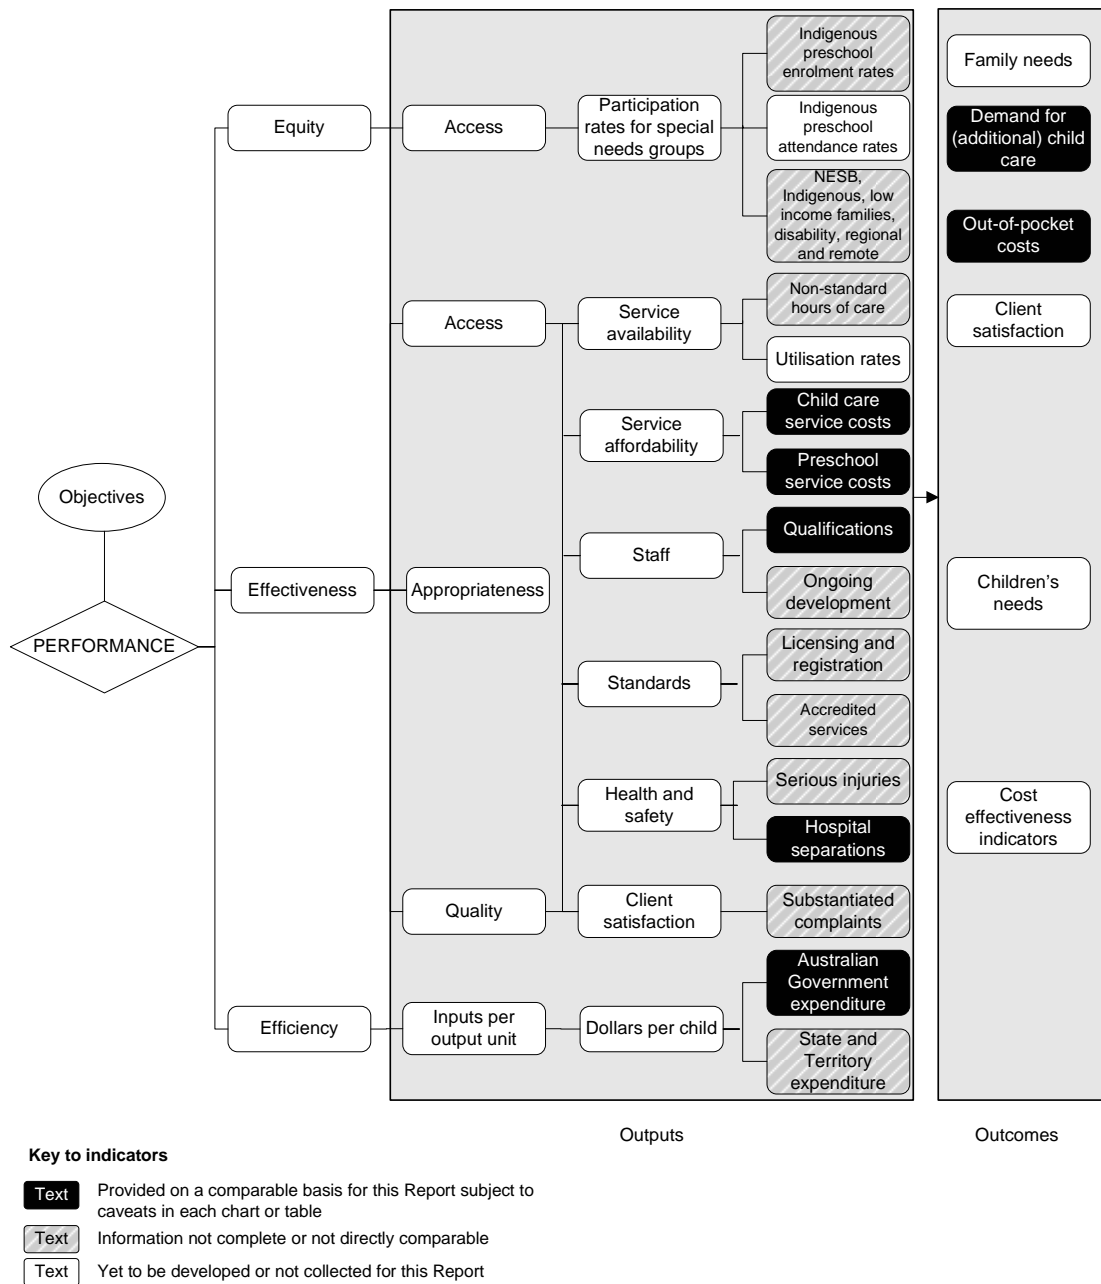 Objectives
PERFORMANCE
Equity
Effectiveness
Efficiency
Access
Access
Appropriateness
Quality
Inputs per
output unit
Participation
rates for special
needs groups
Service
availability
Service
affordability
Staff
Standards
Health and
safety
Client
satisfaction
Dollars per child
Indigenous
preschool
enrolment rates
Indigenous
preschool
attendance rates
NESB,
Indigenous, low
income families,
disability, regional
and remote
Non-standard
hours of care
Utilisation rates
Child care
service costs
Preschool
service costs
Qualifications
Ongoing
development
Licensing and
registration
Accredited
services
Serious injuries
Hospital
separations
Substantiated
complaints
Australian
Government
expenditure
State and
Territory
expenditure
Family needs
Demand for
(additional) child
care
Out-of-pocket
costs
Client
satisfaction
Children's
needs
Cost
effectiveness
indicators
Outputs
Outcomes
Key to indicators
Text Provided on a comparable basis for this Report subject to
caveats in each chart or table
Text Information not complete or not directly comparable
Text Yet to be developed or not collected for this Report